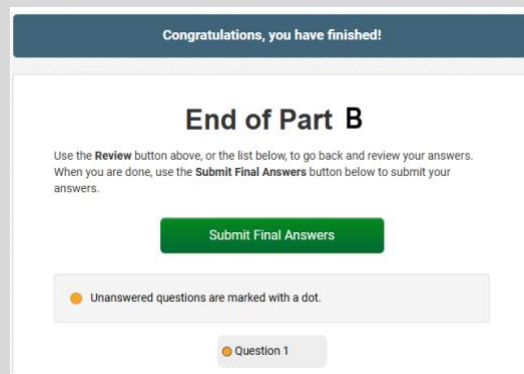 Congratulations, you have finished!
End of Part B
Use the Review button above, or the list below, to go back and review your answers.
When you are done, use the Submit Final Answers button below to submit your
answers.
Submit Final Answers
Unanswered questions are marked with a dot.
Question 1